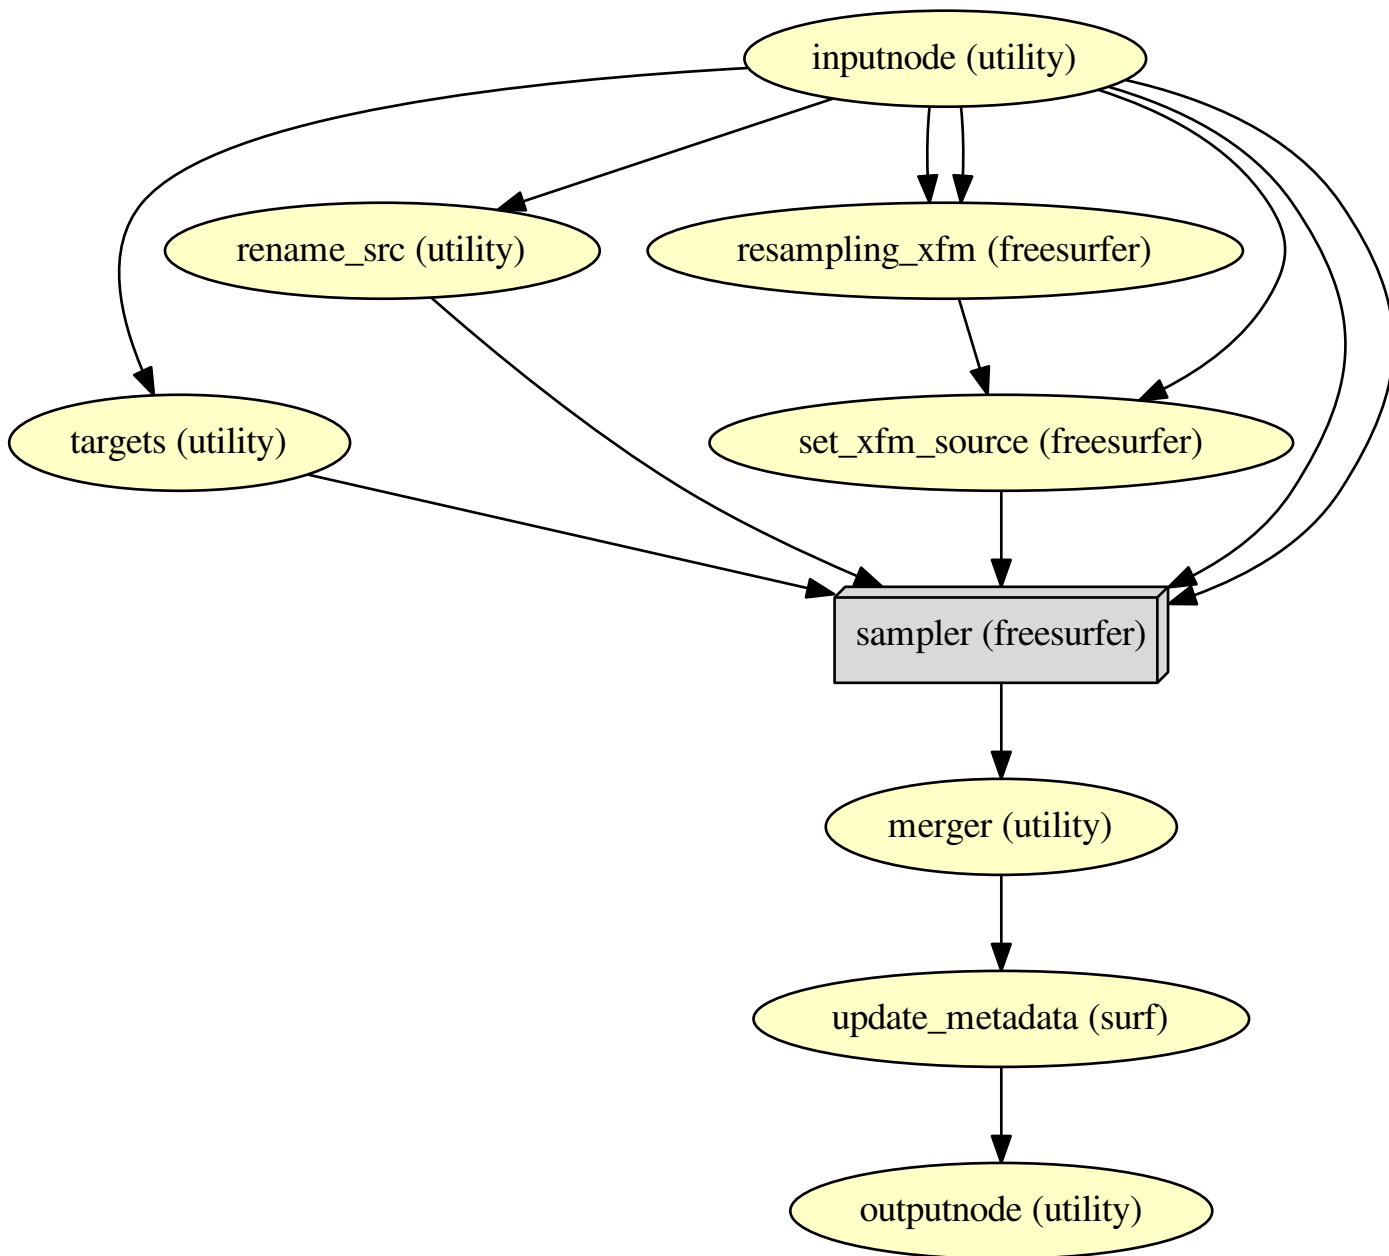 inputnode (utility)
rename_src (utility)
resampling_xfm (freesurfer)
targets (utility)
set_xfm_source (freesurfer)
sampler (freesurfer)
merger (utility)
update_metadata (surf)
outputnode (utility)